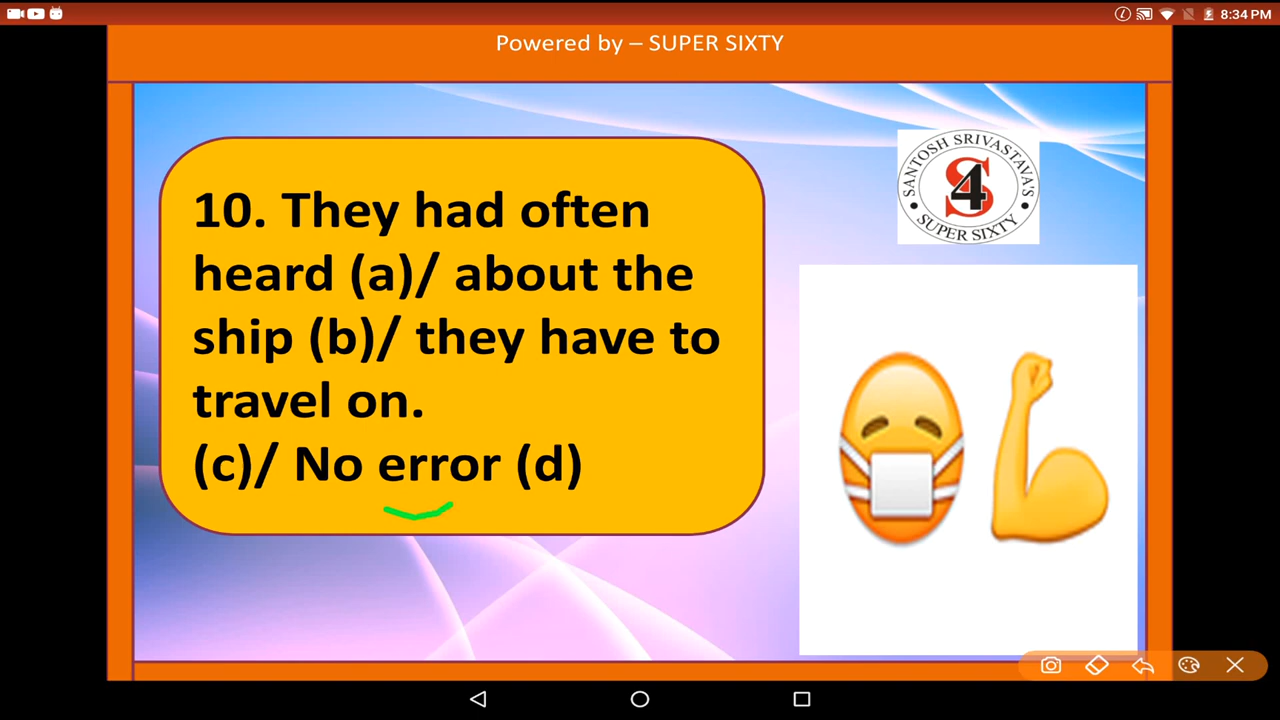 8:34 PM
Powered by – SUPER SIXTY
SANTOSH SRIVASTAVA'S
S4
SUPER SIXTY
10. They had often
heard (a)/ about the
ship (b)/ they have to
travel on.
(c)/ No error (d)